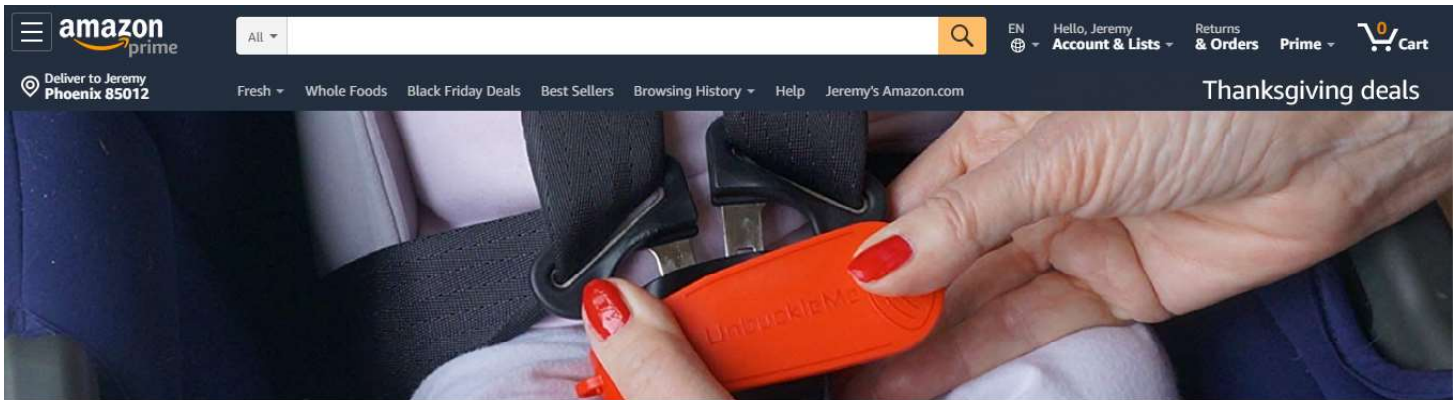 amazon
prime
All
EN
Hello, Jeremy
Account & Lists
Returns
& Orders
Prime
0
Cart
Deliver to Jeremy
Phoenix 85012
Fresh
Whole Foods
Black Friday Deals
Best Sellers
Browsing History
Help
Jeremy's Amazon.com
Thanksgiving deals
UnbuckleMe